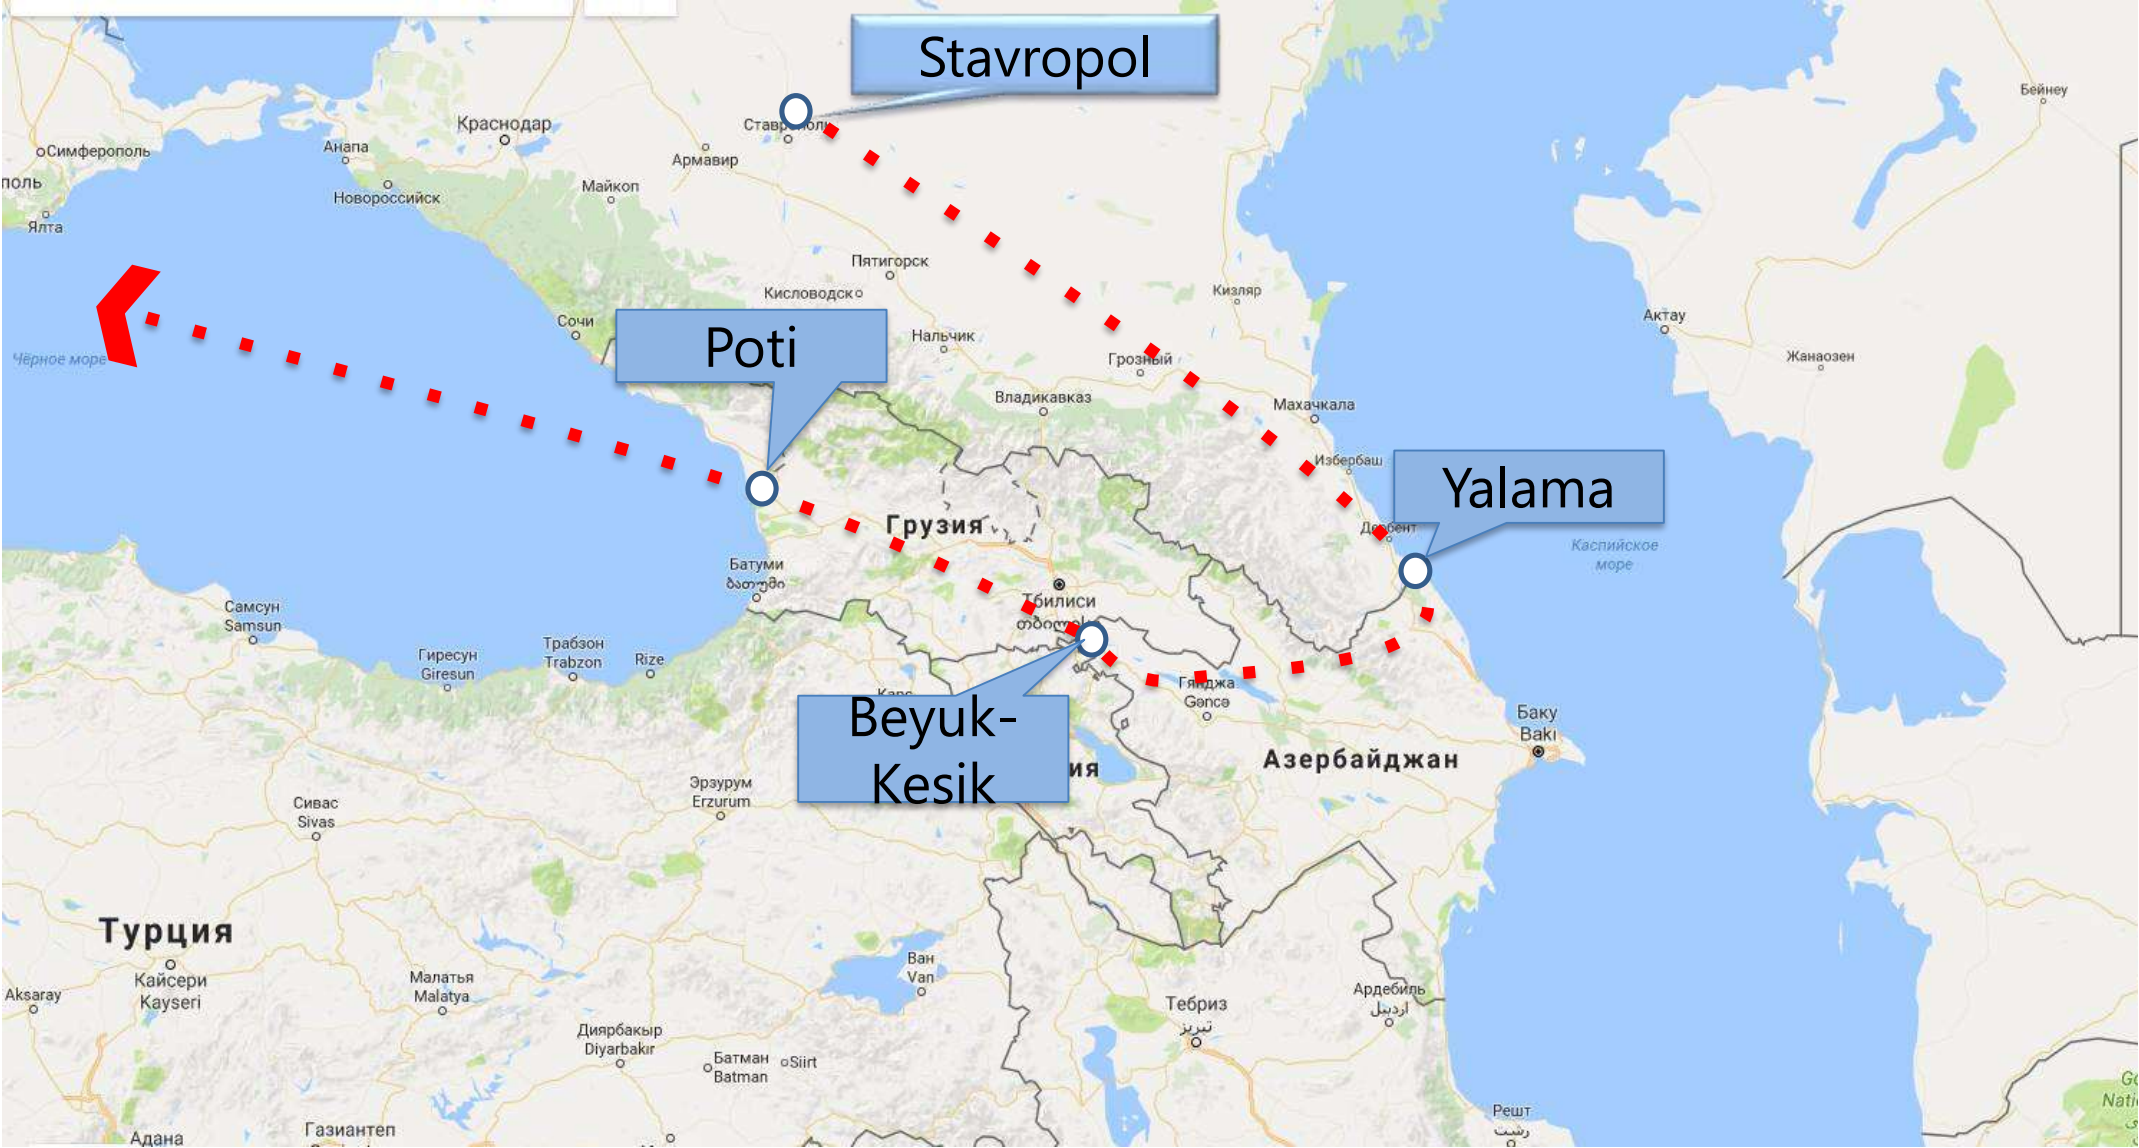 Stavropol
Бейнеу
Краснодар
Ставрополь
Анапа
Симферополь
Армавир
поль
Майкоп
Новороссийск
Ялта
Пятигорск
Кисловодск
Кизляр
Сочи
Актау
Poti
Нальчик
Чёрное море
Грозный
Жанаозен
Владикавказ
Махачкала
Избербаш
Yalama
Грузия
Дербент
Каспийское
море
Батуми
ბათუმი
Тбилиси
Самсун
Samsun
Трабзон
Trabzon
Rize
Гиресун
Giresun
Гянджа
Gəncə
Карс
Beyuk-
Kesik
Баку
Bakı
Азербайджан
ия
Эрзурум
Erzurum
Сивас
Sivas
Турция
Ван
Van
Кайсери
Kayseri
Малатья
Malatya
Aksaray
Ардебиль
اردبیل
Тебриз
تبریز
Диярбакыр
Diyarbakır
Батман
Batman
Siirt
Газиантеп
Адана
Решт
رشت
Nati